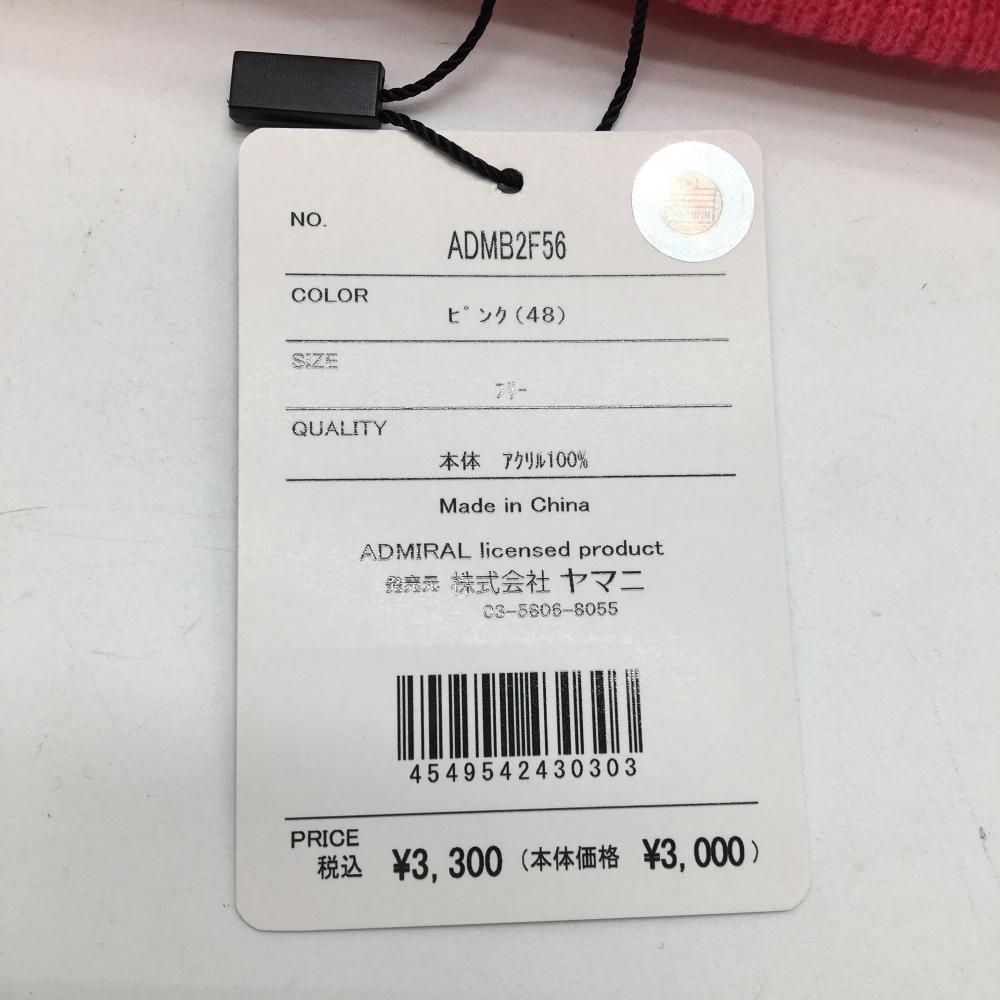 NO.
ADMB2F56
Admiral
COLOR
ピンク(48)
SIZE
フリー
QUALITY
本体 アクリル100%
Made in China
ADMIRAL licensed product
発売元 株式会社 ヤマニ
03-5806-8055
4549542430303
PRICE
税込 ¥3,300 (本体価格 ¥3,000)